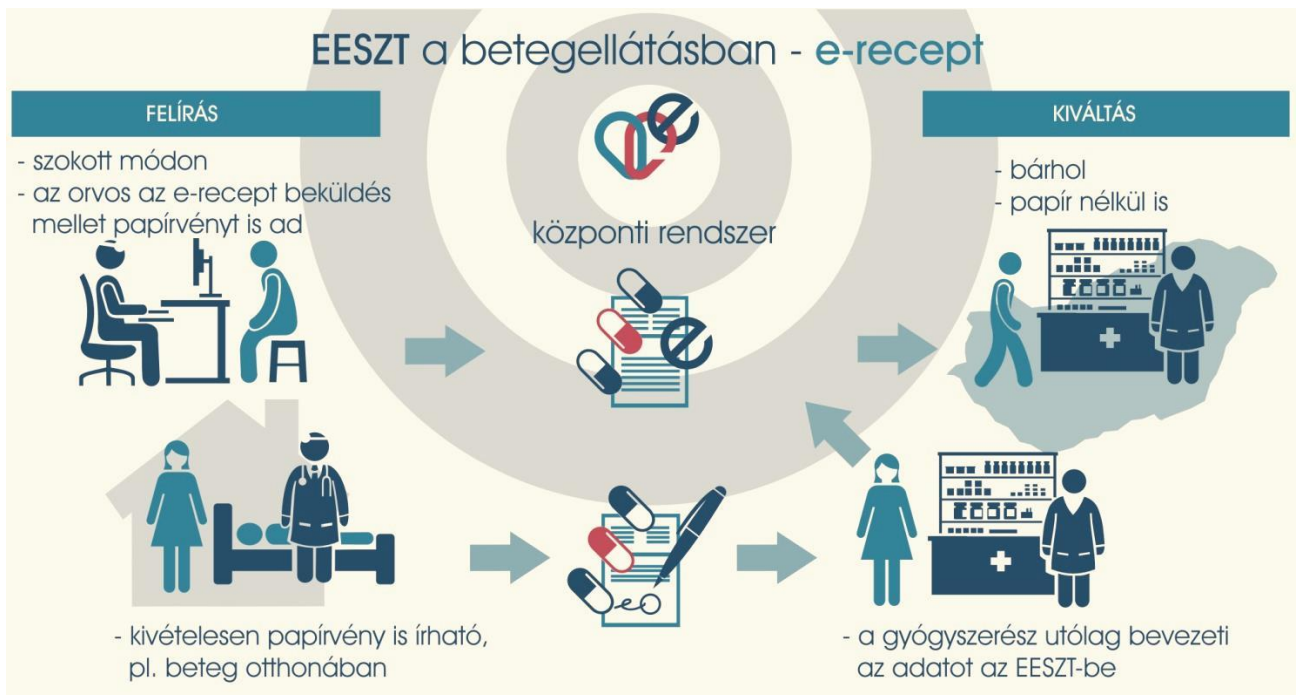 EESZT a betegellátásban - e-recept
FELÍRÁS
- szokott módon
- az orvos az e-recept beküldés
mellet papírvényt is ad
központi rendszer
KIVÁLTÁS
- bárhol
- papír nélkül is
- kivételesen papírvény is írható,
pl. beteg otthonában
- a gyógyszerész utólag bevezeti
az adatot az EESZT-be